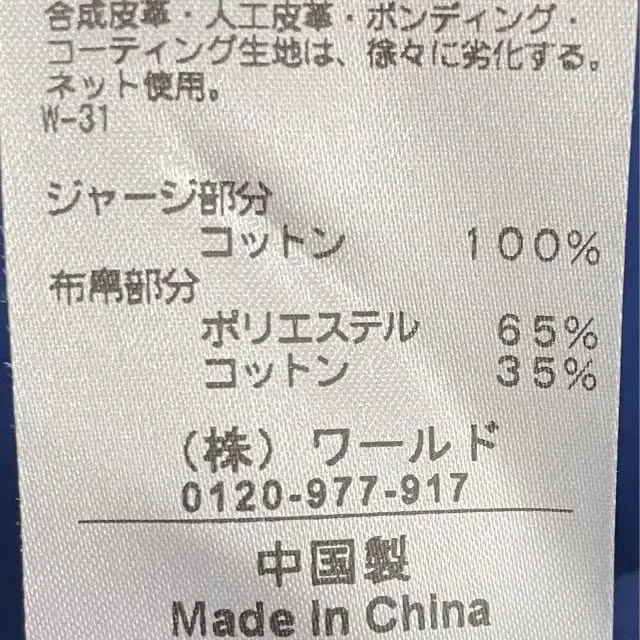 合成皮革・人工皮革・ボンディング・
コーティング生地は、徐々に劣化する。
ネット使用。
W-31
ジャージ部分
コットン 100%
布帛部分
ポリエステル 65%
コットン 35%
(株) ワールド
0120-977-917
中国製
Made in China